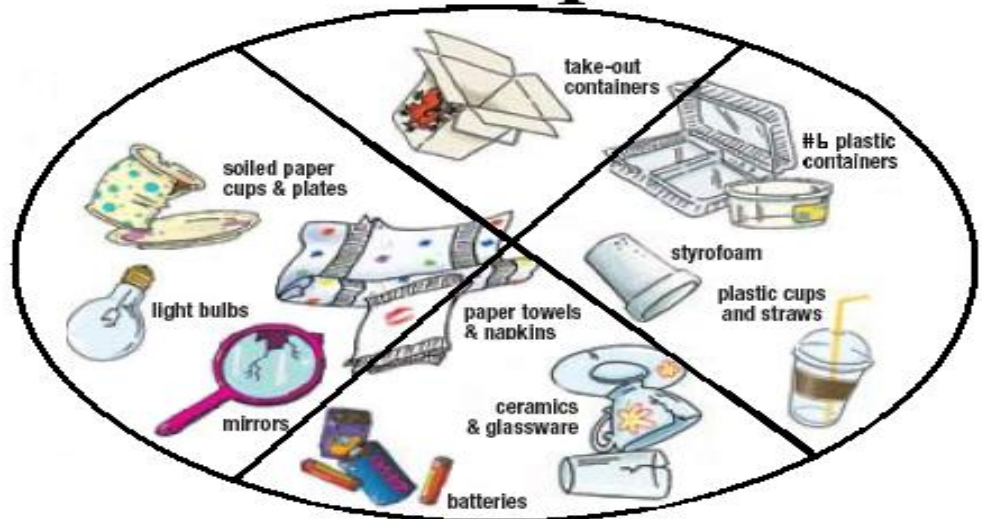 take-out
containers
#6 plastic
containers
soiled paper
cups & plates
styrofoam
plastic cups
and straws
light bulbs
paper towels
& napkins
mirrors
ceramics
& glassware
batteries